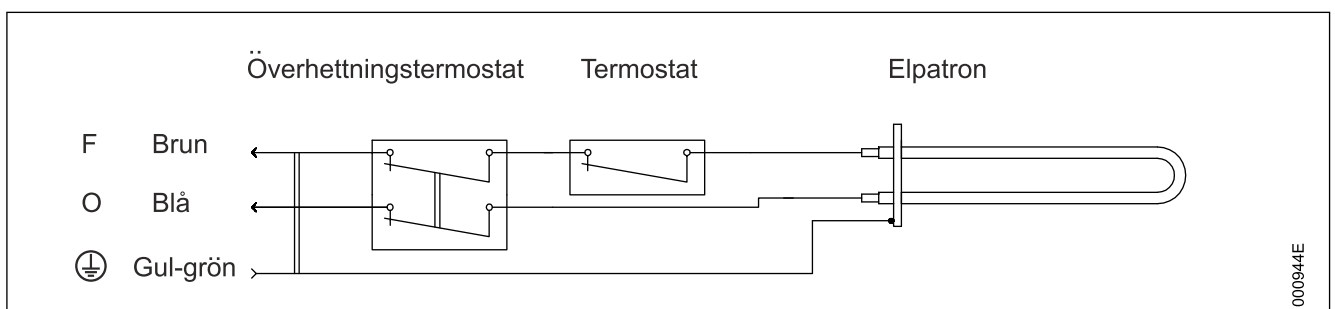 Överhettningstermostat Termostat Elpatron
F Brun
O Blå
Gul-grön
000944E